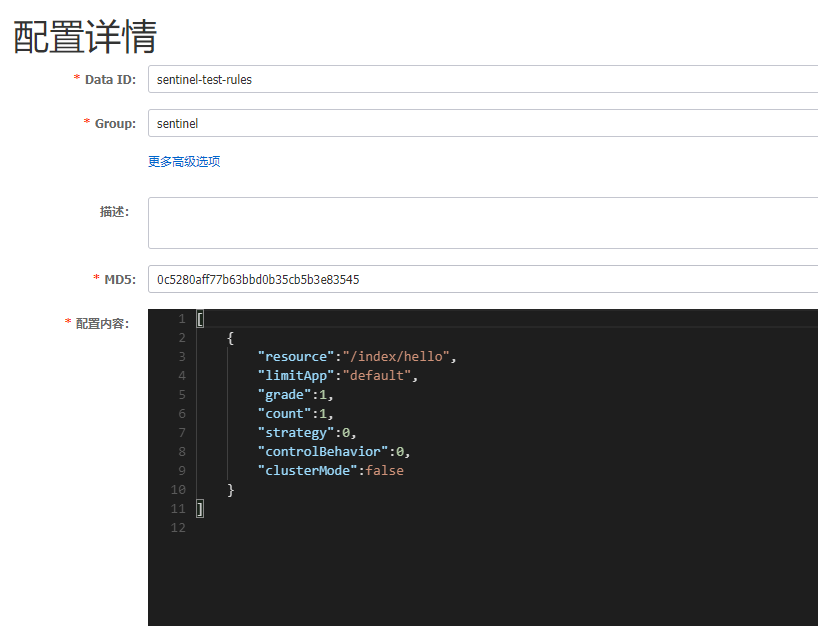 配置详情
* Data ID: sentinel-test-rules
* Group: sentinel
更多高级选项
描述:
* MD5: 0c5280aff77b63bbd0b35cb5b3e83545
* 配置内容:
1 [
2 {
3 "resource":"/index/hello",
4 "limitApp":"default",
5 "grade":1,
6 "count":1,
7 "strategy":0,
8 "controlBehavior":0,
9 "clusterMode":false
10 }
11 ]
12